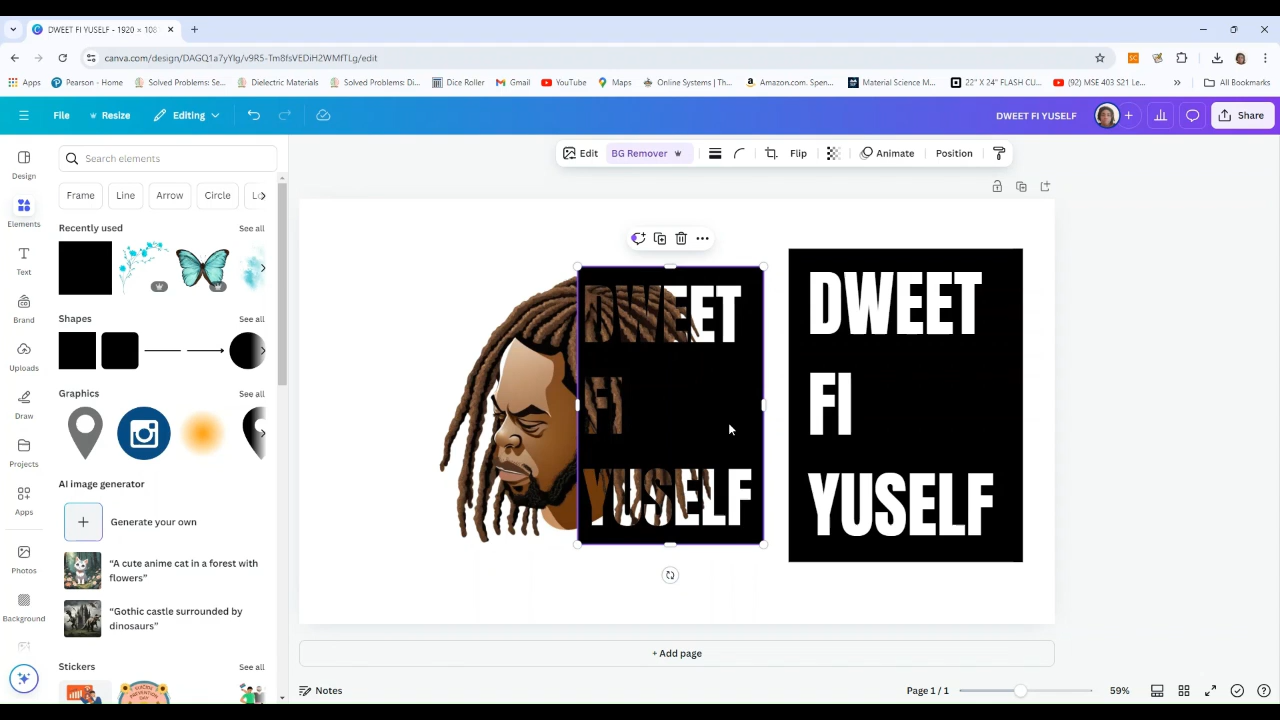 DWEET FI YUSELF - 1920 × 108
canva.com/design/DAGQ1a7yYlg/v9R5-Tm8fsVEDiH2WMfTLg/edit
Apps
Pearson - Home
Solved Problems: Se...
Dielectric Materials
Solved Problems: Di...
Dice Roller
Gmail
YouTube
Maps
Online Systems | Th...
Amazon.com. Spen...
Material Science M...
22" X 24" FLASH CU...
(92) MSE 403 S21 Le...
»
All Bookmarks
File
Resize
Editing
DWEET FI YUSELF
Share
Design
Elements
Text
Brand
Uploads
Draw
Projects
Apps
Photos
Background
Search elements
Frame
Line
Arrow
Circle
Recently used
See all
Shapes
See all
Graphics
See all
AI image generator
Generate your own
“A cute anime cat in a forest with
flowers”
“Gothic castle surrounded by
dinosaurs”
Stickers
See all
Edit
BG Remover
Flip
Animate
Position
DWEET
FI
YUSELF
DWEET
FI
YUSELF
+ Add page
Notes
Page 1 / 1
59%